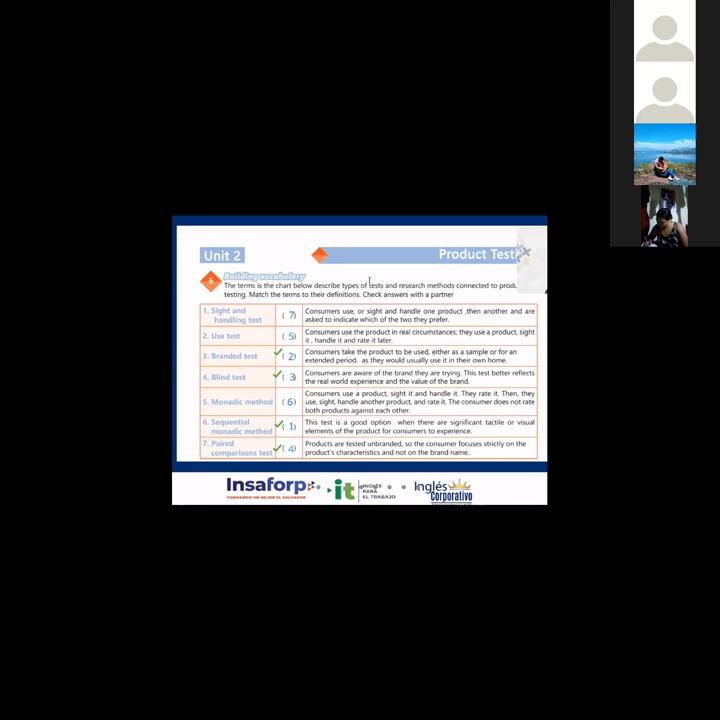 Unit 2
Product Testi
6
Building vocabulary
The terms is the chart below describe types of tests and research methods connected to produ
testing. Match the terms to their definitions. Check answers with a partner
1. Sight and
handling test
( 7 )
Consumers use, or sight and handle one product ,then another and are
asked to indicate which of the two they prefer.
2. Use test
( 5 )
Consumers use the product in real circumstances; they use a product, sight
it , handle it and rate it later.
3. Branded test
( 2 )
Consumers take the product to be used, either as a sample or for an
extended period, as they would usually use it in their own home.
4. Blind test
( 3 )
Consumers are aware of the brand they are trying. This test better reflects
the real world experience and the value of the brand.
5. Monadic method
( 6 )
Consumers use a product, sight it and handle it. They rate it. Then, they
use, sight, handle another product, and rate it. The consumer does not rate
both products against each other.
6. Sequential
monadic method
( 1 )
This test is a good option when there are significant tactile or visual
elements of the product for consumers to experience.
7. Paired
comparisons test
( 4 )
Products are tested unbranded, so the consumer focuses strictly on the
product's characteristics and not on the brand name.
Insaforp
FORMANDO UN MEJOR EL SALVADOR
it
INGLÉS
PARA
EL TRABAJO
Inglés
Corporativo